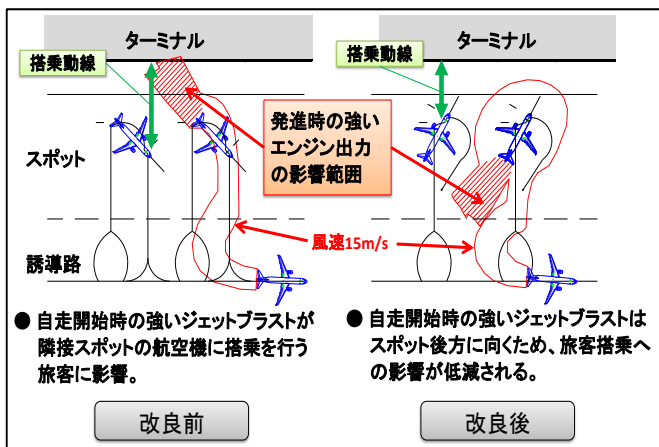 ターミナル
搭乗動線
スポット
誘導路
発進時の強い
エンジン出力
の影響範囲
風速15m/s
● 自走開始時の強いジェットブラストが
隣接スポットの航空機に搭乗を行う
旅客に影響。
改良前
ターミナル
搭乗動線
● 自走開始時の強いジェットブラストは
スポット後方に向くため、旅客搭乗へ
の影響が低減される。
改良後